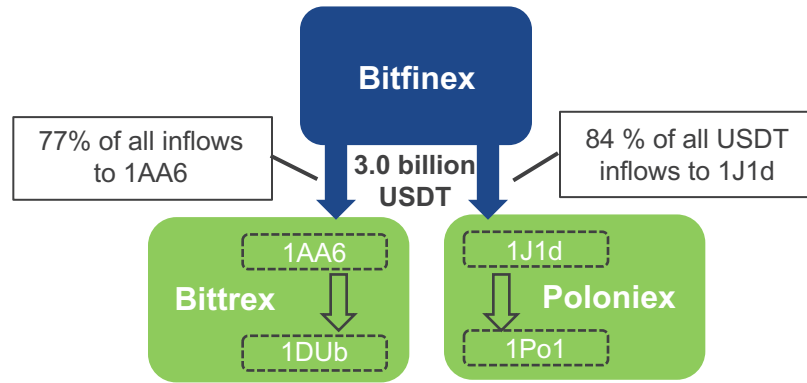 Bitfinex
77% of all inflows
to 1AA6
3.0 billion
USDT
84 % of all USDT
inflows to 1J1d
1AA6
Bittrex
1DUb
1J1d
Poloniex
1Po1